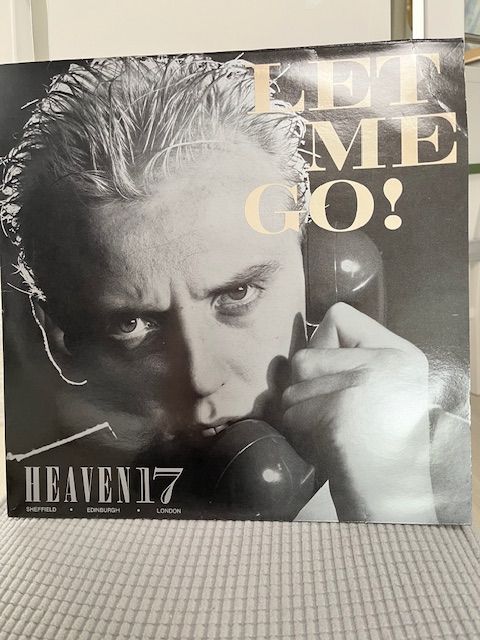 LET
ME
GO!
HEAVEN 17
SHEFFIELD • EDINBURGH • LONDON